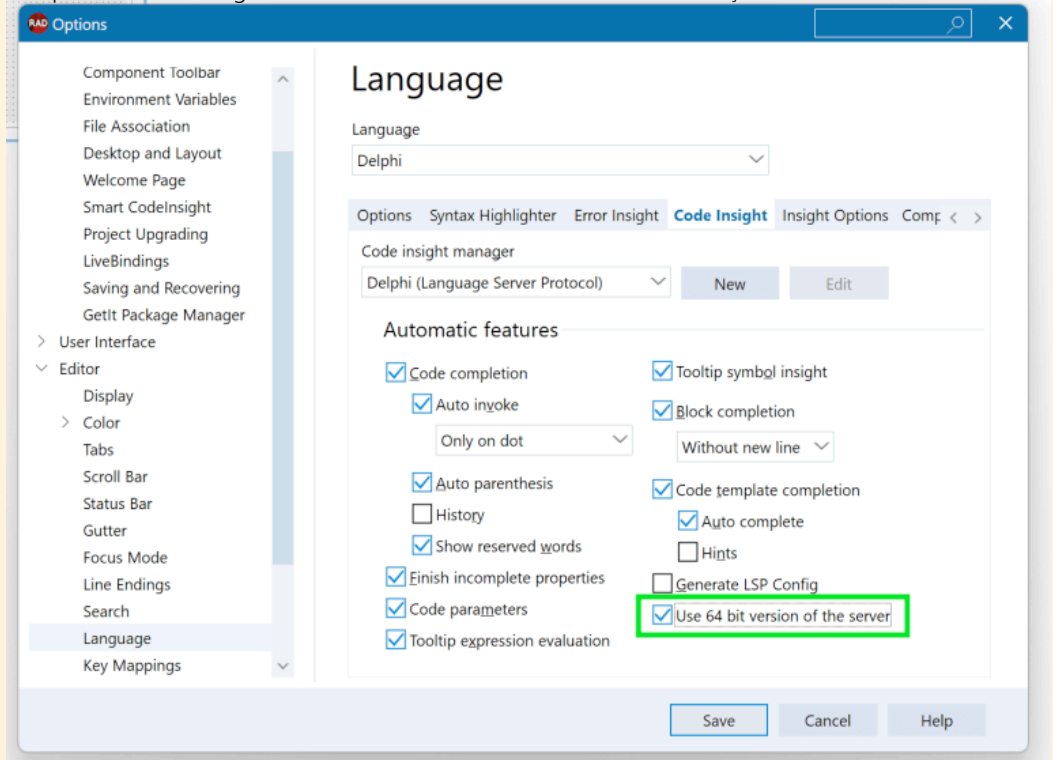 RAD Options
Component Toolbar
Environment Variables
File Association
Desktop and Layout
Welcome Page
Smart CodeInsight
Project Upgrading
LiveBindings
Saving and Recovering
GetIt Package Manager
User Interface
Editor
Display
Color
Tabs
Scroll Bar
Status Bar
Gutter
Focus Mode
Line Endings
Search
Language
Key Mappings
Language
Language
Delphi
Options Syntax Highlighter Error Insight Code Insight Insight Options Comp
Code insight manager
Delphi (Language Server Protocol) New Edit
Automatic features
Code completion
Auto invoke
Only on dot
Auto parenthesis
History
Show reserved words
Finish incomplete properties
Code parameters
Tooltip expression evaluation
Tooltip symbol insight
Block completion
Without new line
Code template completion
Auto complete
Hints
Generate LSP Config
Use 64 bit version of the server
Save Cancel Help